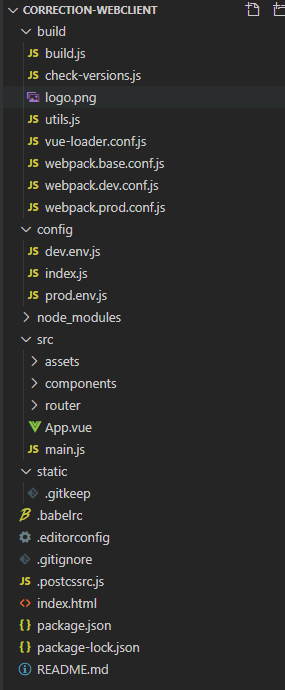 CORRECTION-WEBCLIENT
build
JS build.js
JS check-versions.js
logo.png
JS utils.js
JS vue-loader.conf.js
JS webpack.base.conf.js
JS webpack.dev.conf.js
JS webpack.prod.conf.js
config
JS dev.env.js
JS index.js
JS prod.env.js
node_modules
src
assets
components
router
App.vue
JS main.js
static
.gitkeep
.babelrc
.editorconfig
.gitignore
JS .postcssrc.js
<> index.html
{ } package.json
{ } package-lock.json
README.md